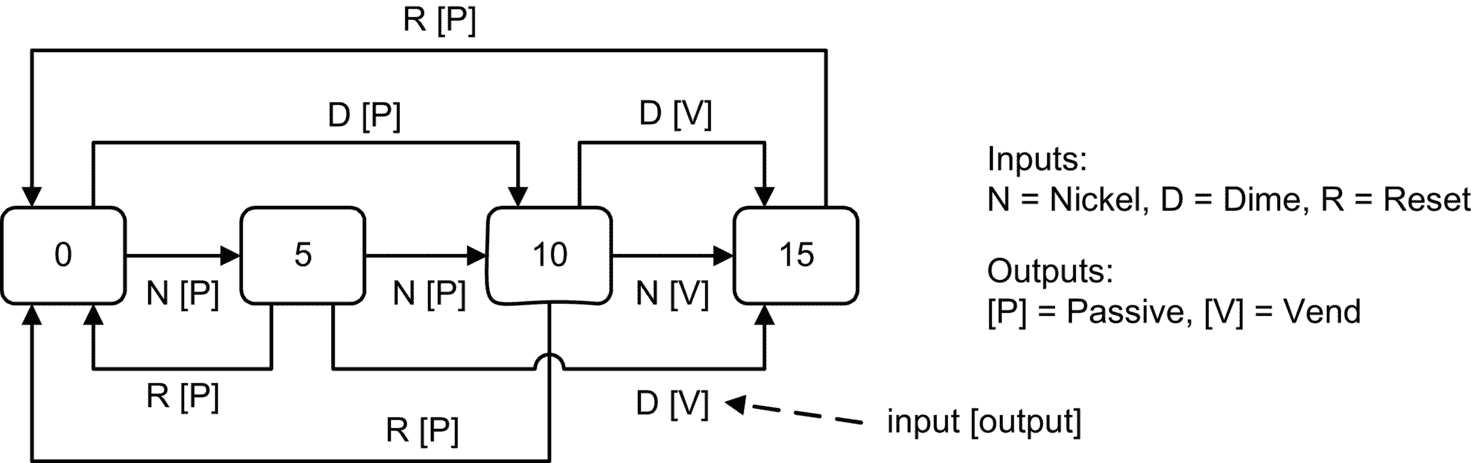 R [P]
D [P]
D [V]
0
5
10
15
N [P]
N [P]
N [V]
R [P]
R [P]
D [V]
input [output]
Inputs:
N = Nickel, D = Dime, R = Reset
Outputs:
[P] = Passive, [V] = Vend